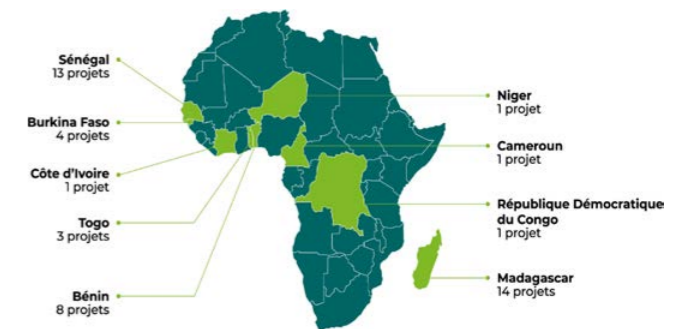 Sénégal
13 projets
Burkina Faso
4 projets
Côte d'Ivoire
1 projet
Togo
3 projets
Bénin
8 projets
Niger
1 projet
Cameroun
1 projet
République Démocratique
du Congo
1 projet
Madagascar
14 projets